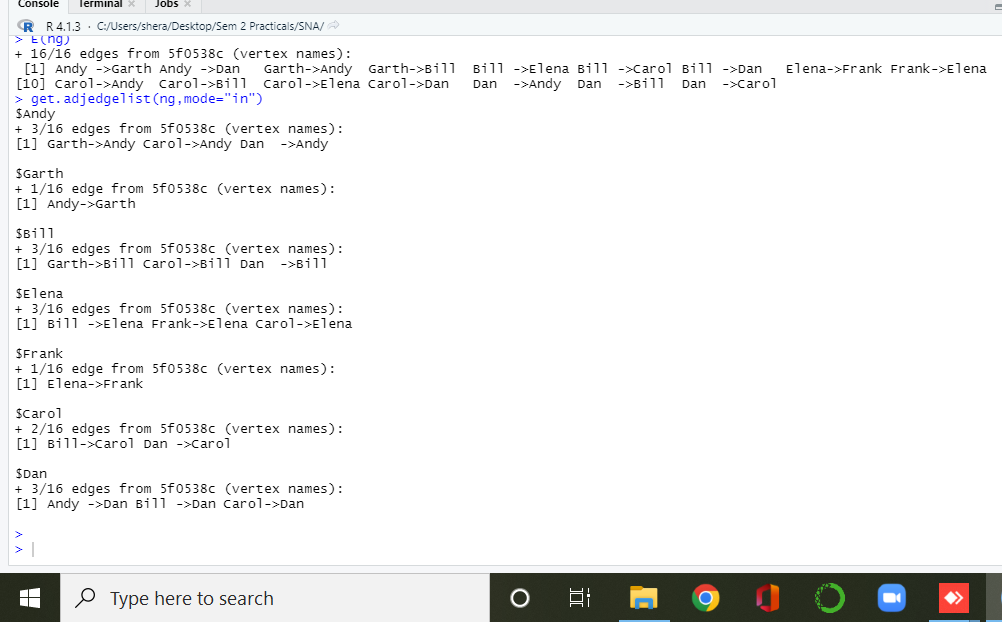 Console Terminal × Jobs ×
R 4.1.3 · C:/Users/shera/Desktop/Sem 2 Practicals/SNA/
> E(ng)
+ 16/16 edges from 5f0538c (vertex names):
 [1] Andy ->Garth Andy ->Dan   Garth->Andy  Garth->Bill  Bill ->Elena Bill ->Carol Bill ->Dan   Elena->Frank Frank->Elena
[10] Carol->Andy  Carol->Bill  Carol->Elena Carol->Dan   Dan  ->Andy  Dan  ->Bill  Dan  ->Carol
> get.adjedgelist(ng,mode="in")
$Andy
+ 3/16 edges from 5f0538c (vertex names):
[1] Garth->Andy Carol->Andy Dan  ->Andy
$Garth
+ 1/16 edge from 5f0538c (vertex names):
[1] Andy->Garth
$Bill
+ 3/16 edges from 5f0538c (vertex names):
[1] Garth->Bill Carol->Bill Dan  ->Bill
$Elena
+ 3/16 edges from 5f0538c (vertex names):
[1] Bill ->Elena Frank->Elena Carol->Elena
$Frank
+ 1/16 edge from 5f0538c (vertex names):
[1] Elena->Frank
$Carol
+ 2/16 edges from 5f0538c (vertex names):
[1] Bill->Carol Dan ->Carol
$Dan
+ 3/16 edges from 5f0538c (vertex names):
[1] Andy ->Dan Bill ->Dan Carol->Dan
>
>
Type here to search